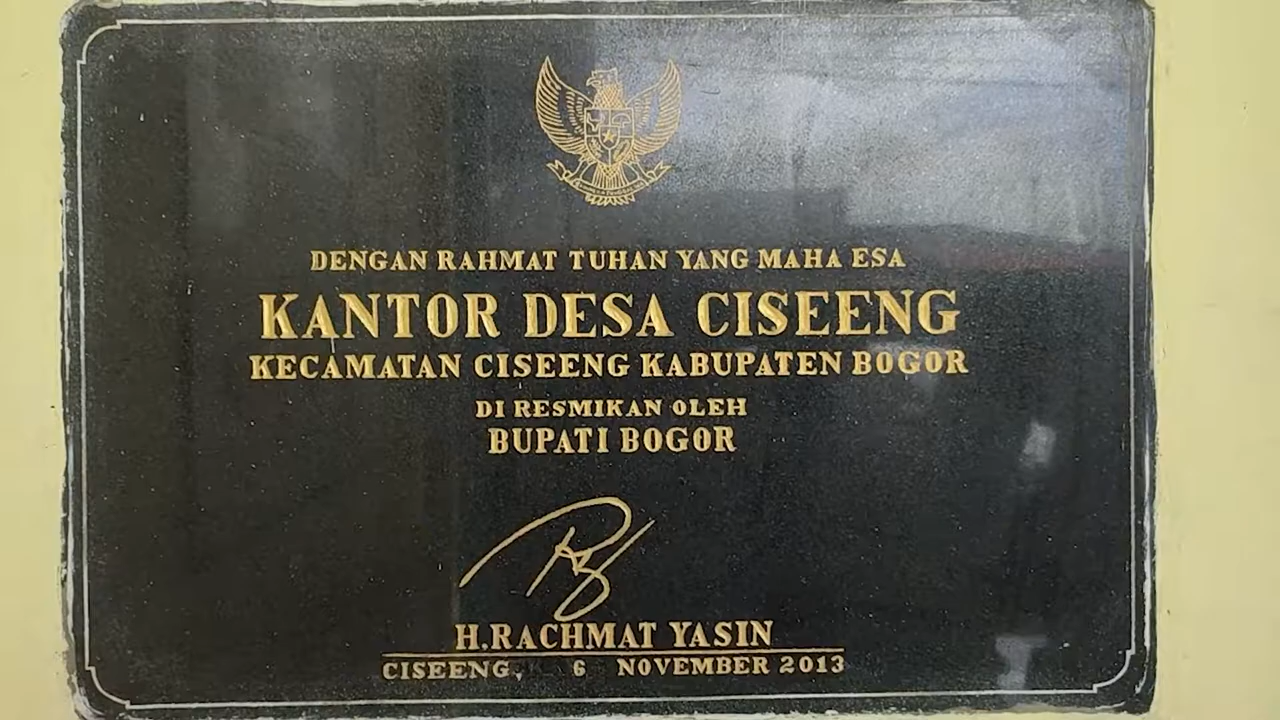 DENGAN RAHMAT TUHAN YANG MAHA ESA
KANTOR DESA CISEENG
KECAMATAN CISEENG KABUPATEN BOGOR
DI RESMIKAN OLEH
BUPATI BOGOR
H.RACHMAT YASIN
CISEENG, 6 NOVEMBER 2013